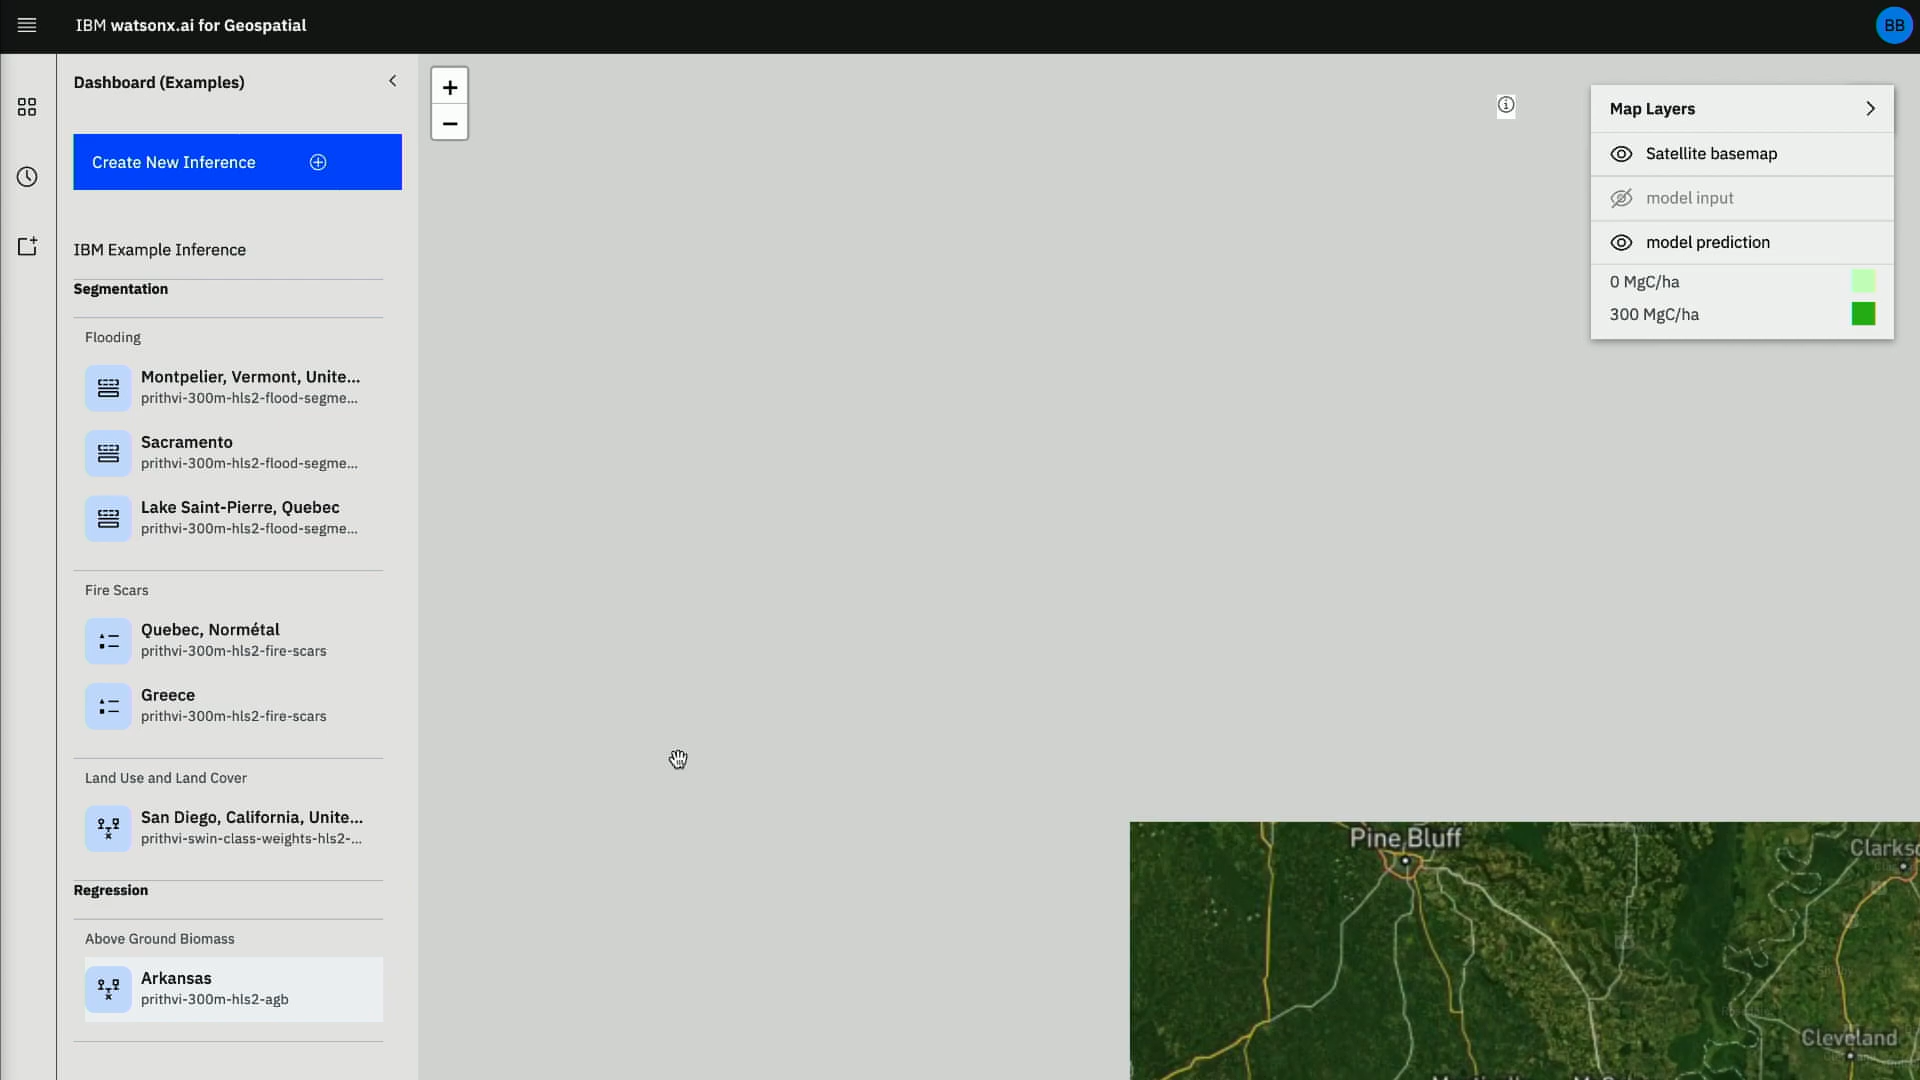 IBM watsonx.ai for Geospatial
BB
Dashboard (Examples)
Create New Inference
IBM Example Inference
Segmentation
Flooding
Montpelier, Vermont, Unite...
prithvi-300m-hls2-flood-segme...
Sacramento
prithvi-300m-hls2-flood-segme...
Lake Saint-Pierre, Quebec
prithvi-300m-hls2-flood-segme...
Fire Scars
Quebec, Normétal
prithvi-300m-hls2-fire-scars
Greece
prithvi-300m-hls2-fire-scars
Land Use and Land Cover
San Diego, California, Unite...
prithvi-swin-class-weights-hls2-...
Regression
Above Ground Biomass
Arkansas
prithvi-300m-hls2-agb
Map Layers
Satellite basemap
model input
model prediction
0 MgC/ha
300 MgC/ha
Pine Bluff
Clarks
Cleveland